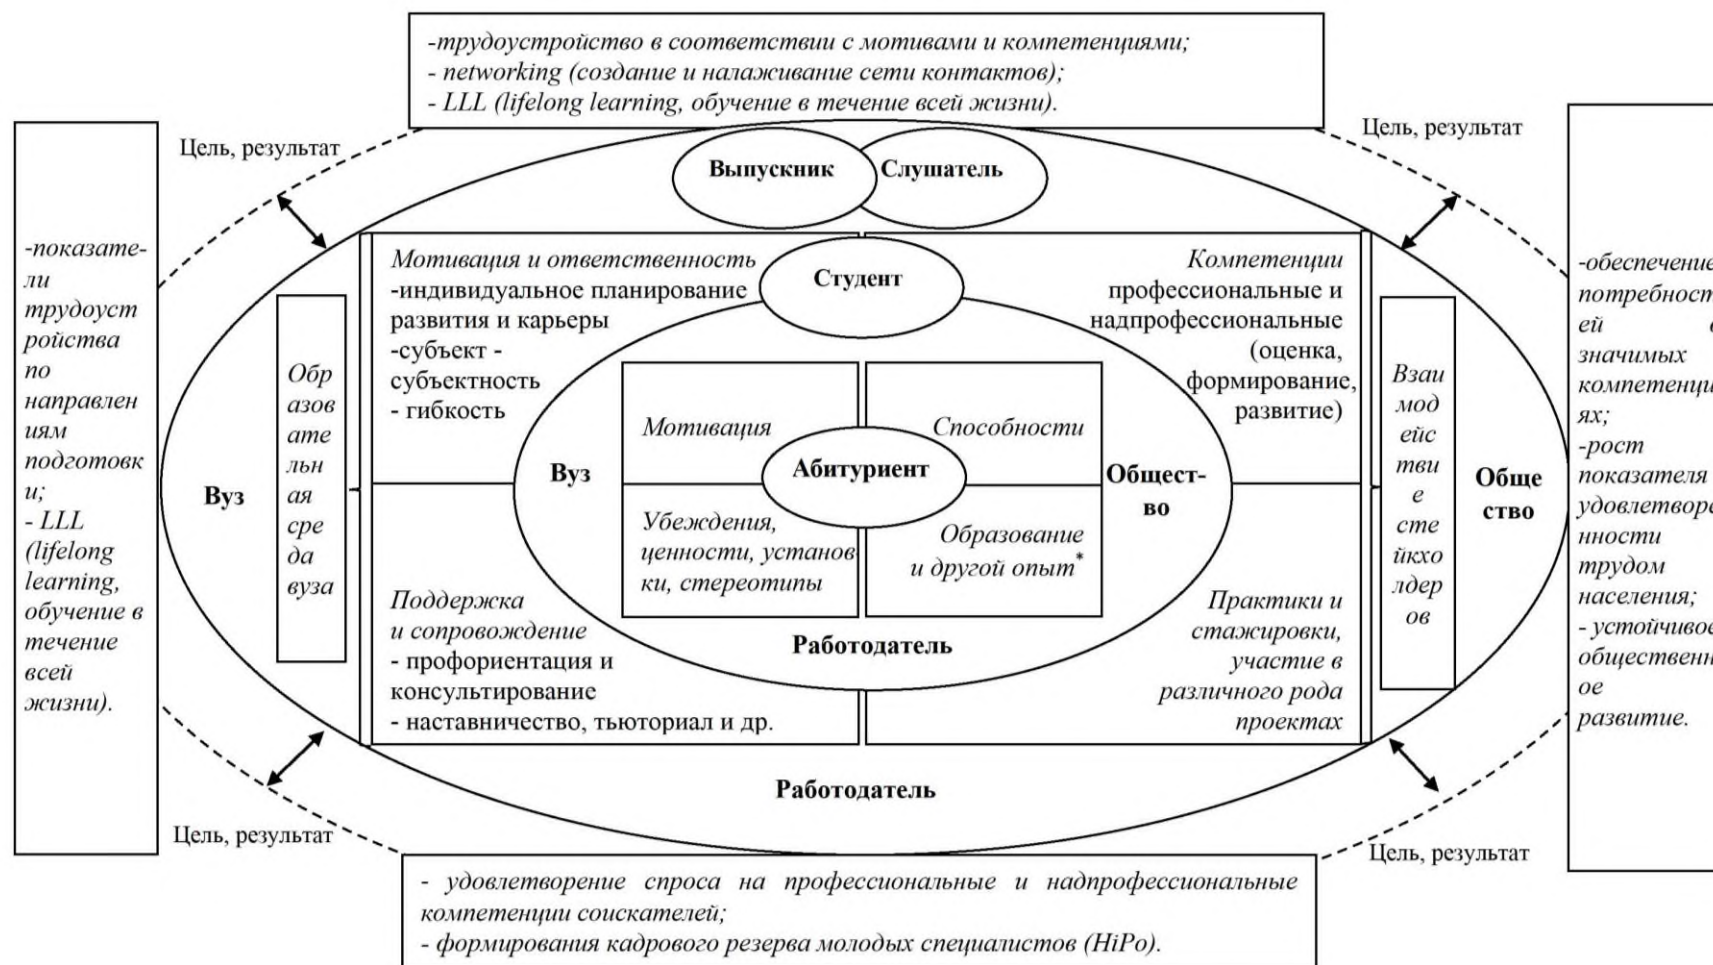 -трудоустройство в соответствии с мотивами и компетенциями;
- networking (создание и налаживание сети контактов);
- LLL (lifelong learning, обучение в течение всей жизни).
Цель, результат
Цель, результат
Выпускник
Слушатель
-показате-
ли
трудоуст
ройства
по
направлен
иям
подготовк
и;
- LLL
(lifelong
learning,
обучение в
течение
всей
жизни).
Вуз
Обр
азов
ате
льн
ая
сре
да
вуза
Мотивация и ответственность
-индивидуальное планирование
развития и карьеры
-субъект -
субъектность
- гибкость
Студент
Компетенции
профессиональные и
надпрофессиональные
(оценка,
формирование,
развитие)
Мотивация
Способности
Вуз
Абитуриент
Общест-
во
Убеждения,
ценности, установ
ки, стереотипы
Образование
и другой опыт*
Работодатель
Поддержка
и сопровождение
- профориентация и
консультирование
- наставничество, тьюториал и др.
Практики и
стажировки,
участие в
различного рода
проектах
Взаи
мод
ейс
тви
е
сте
йкхо
лдер
ов
Обще
ство
-обеспечение
потребност
ей в
значимых
компетенци
ях;
-рост
показателя
удовлетворе
нности
трудом
населения;
- устойчивое
общественн
ое
развитие.
Работодатель
Цель, результат
Цель, результат
- удовлетворение спроса на профессиональные и надпрофессиональные
компетенции соискателей;
- формирования кадрового резерва молодых специалистов (HiPo).